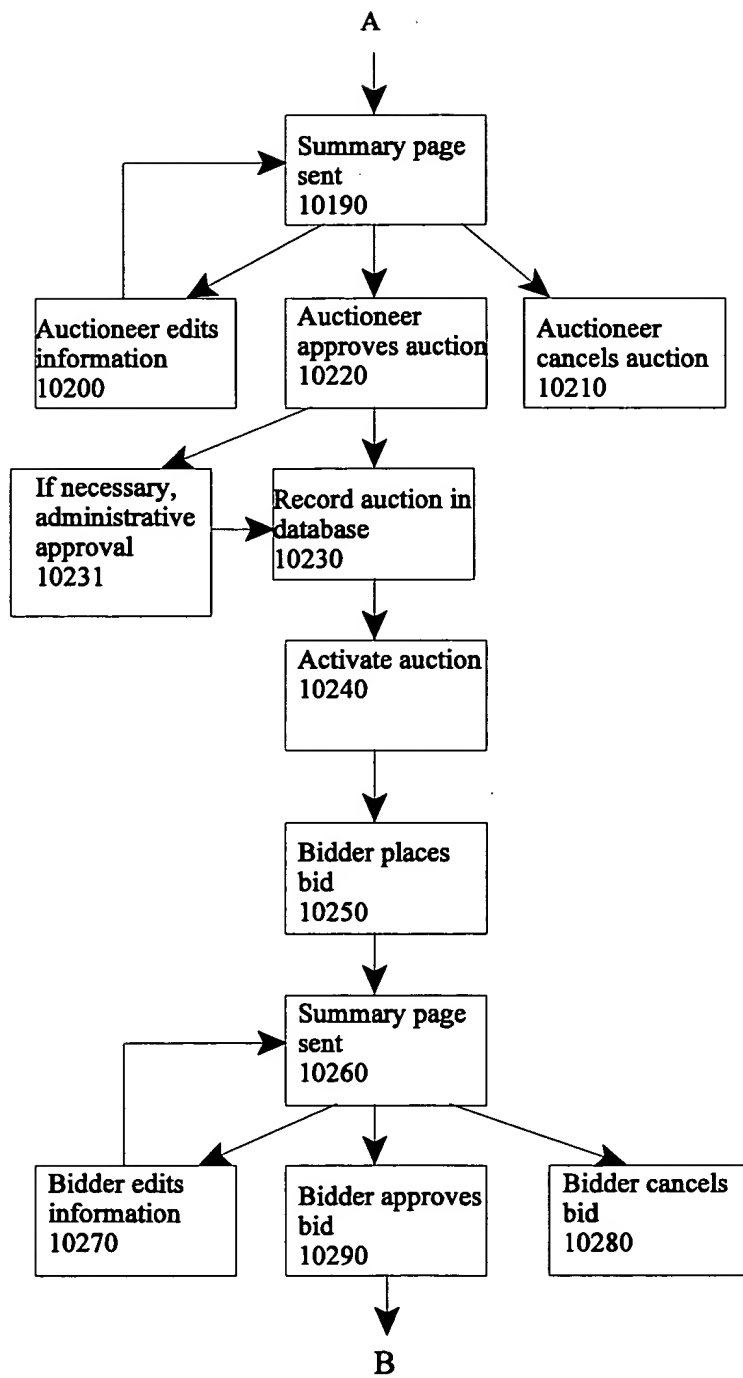 A
Summary page
sent
10190
Auctioneer edits
information
10200
Auctioneer
approves auction
10220
Auctioneer
cancels auction
10210
If necessary,
administrative
approval
10231
Record auction in
database
10230
Activate auction
10240
Bidder places
bid
10250
Summary page
sent
10260
Bidder edits
information
10270
Bidder approves
bid
10290
Bidder cancels
bid
10280
B